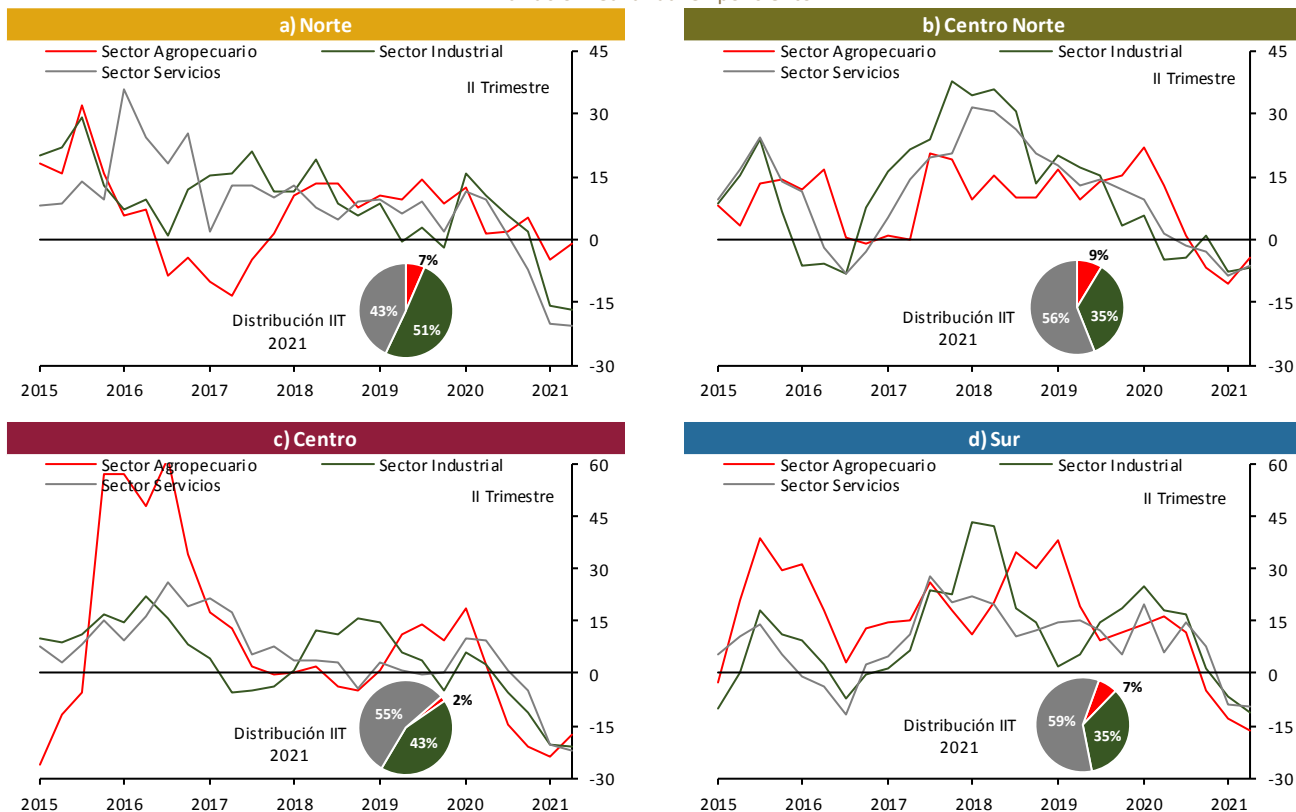 a) Norte
Sector Agropecuario
Sector Industrial
Sector Servicios
II Trimestre
45
30
15
0
-15
-30
7%
43%
51%
Distribución IIT
2021
2015 2016 2017 2018 2019 2020 2021
b) Centro Norte
Sector Agropecuario
Sector Industrial
Sector Servicios
II Trimestre
45
30
15
0
-15
-30
9%
56%
35%
Distribución IIT
2021
2015 2016 2017 2018 2019 2020 2021
c) Centro
Sector Agropecuario
Sector Industrial
Sector Servicios
II Trimestre
60
45
30
15
0
-15
-30
55%
2%
43%
Distribución IIT
2021
2015 2016 2017 2018 2019 2020 2021
d) Sur
Sector Agropecuario
Sector Industrial
Sector Servicios
II Trimestre
60
45
30
15
0
-15
-30
7%
59%
35%
Distribución IIT
2021
2015 2016 2017 2018 2019 2020 2021